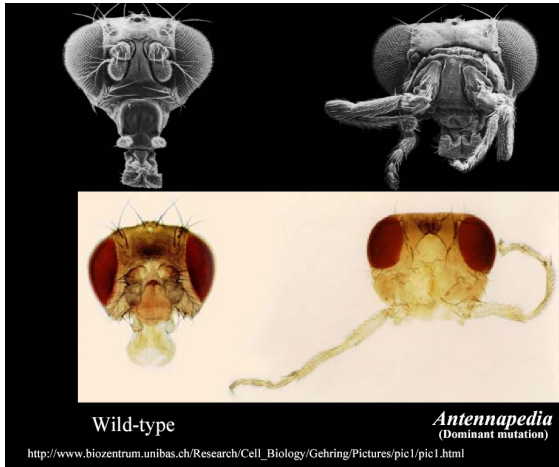 Wild-type
Antennapedia
(Dominant mutation)
http://www.biozentrum.unibas.ch/Research/Cell_Biology/Gehring/Pictures/pic1/pic1.html